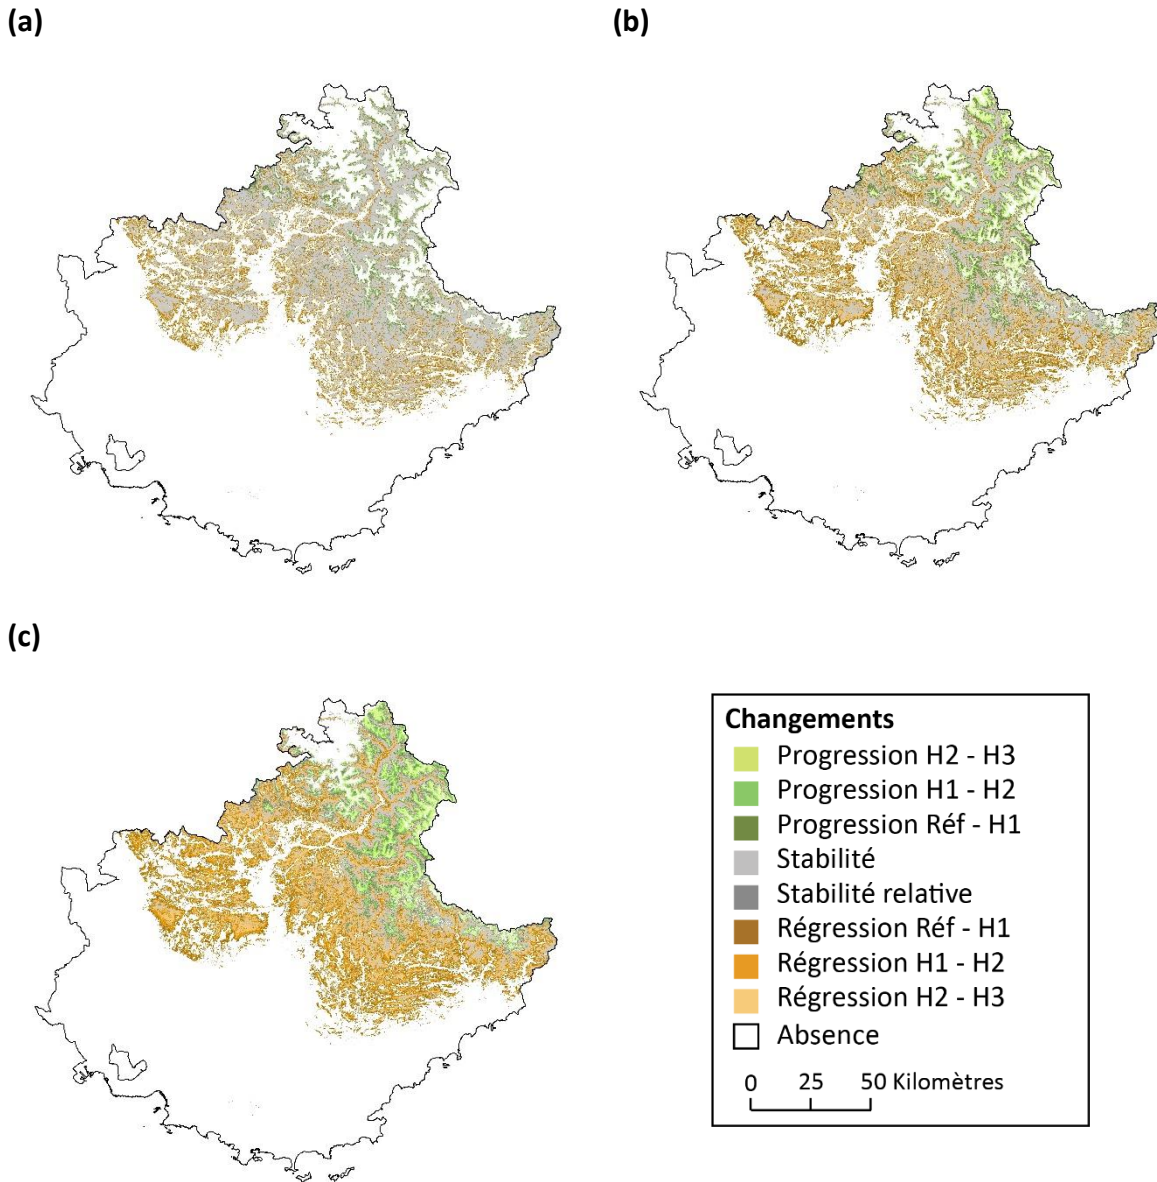 (a)
(b)
(c)
Changements
Progression H2 - H3
Progression H1 - H2
Progression Réf - H1
Stabilité
Stabilité relative
Régression Réf - H1
Régression H1 - H2
Régression H2 - H3
Absence
0 25 50 Kilomètres